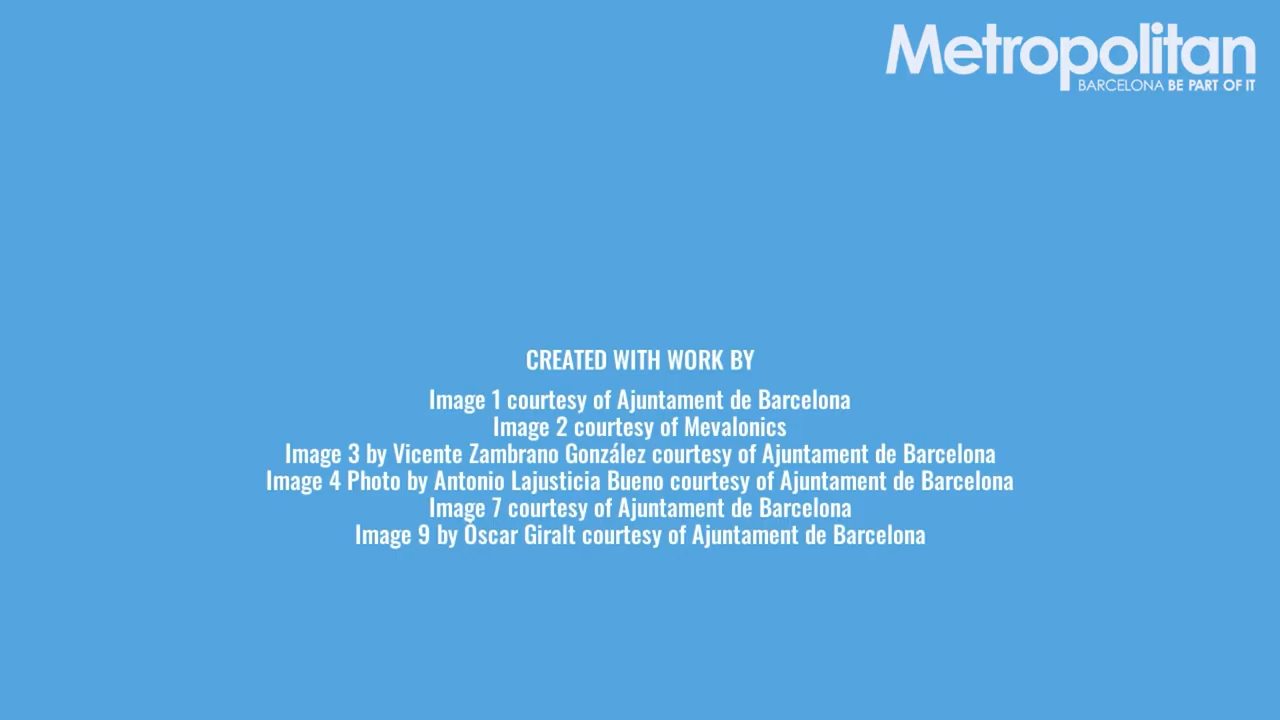 Metropolitan
BARCELONA BE PART OF IT
CREATED WITH WORK BY
Image 1 courtesy of Ajuntament de Barcelona
Image 2 courtesy of Mevalonics
Image 3 by Vicente Zambrano González courtesy of Ajuntament de Barcelona
Image 4 Photo by Antonio Lajusticia Bueno courtesy of Ajuntament de Barcelona
Image 7 courtesy of Ajuntament de Barcelona
Image 9 by Òscar Giralt courtesy of Ajuntament de Barcelona